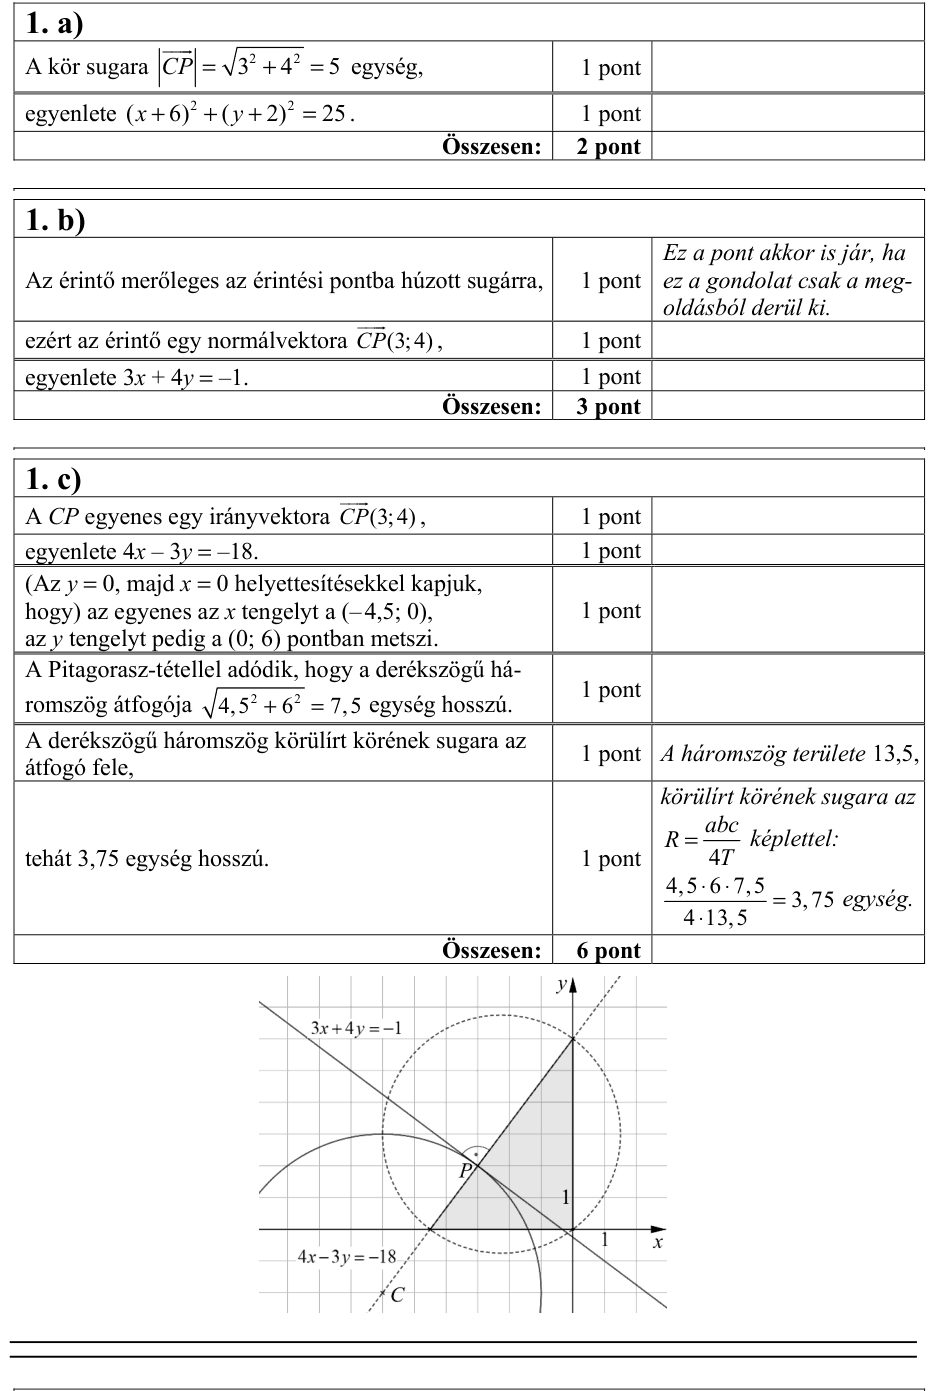 1. a)
A kör sugara |CP⃗| = √(3² + 4²) = 5 egység, 1 pont
egyenlete (x + 6)² + (y + 2)² = 25. 1 pont
Összesen: 2 pont
1. b)
Az érintő merőleges az érintési pontba húzott sugárra, 1 pont
Ez a pont akkor is jár, ha
ez a gondolat csak a meg-
oldásból derül ki.
ezért az érintő egy normálvektora CP⃗(3; 4), 1 pont
egyenlete 3x + 4y = –1. 1 pont
Összesen: 3 pont
1. c)
A CP egyenes egy irányvektora CP⃗(3; 4), 1 pont
egyenlete 4x – 3y = –18. 1 pont
(Az y = 0, majd x = 0 helyettesítésekkel kapjuk,
hogy) az egyenes az x tengelyt a (–4,5; 0),
az y tengelyt pedig a (0; 6) pontban metszi.
1 pont
A Pitagorasz-tétellel adódik, hogy a derékszögű há-
romszög átfogója √(4,5² + 6²) = 7,5 egység hosszú.
1 pont
A derékszögű háromszög körülírt körének sugara az
átfogó fele,
1 pont
A háromszög területe 13,5,
tehát 3,75 egység hosszú. 1 pont
körülírt körének sugara az
R = abc/4T képlettel:
4,5·6·7,5/4·13,5 = 3,75 egység.
Összesen: 6 pont
y
3x + 4y = –1
P
1
1
x
4x – 3y = –18
C